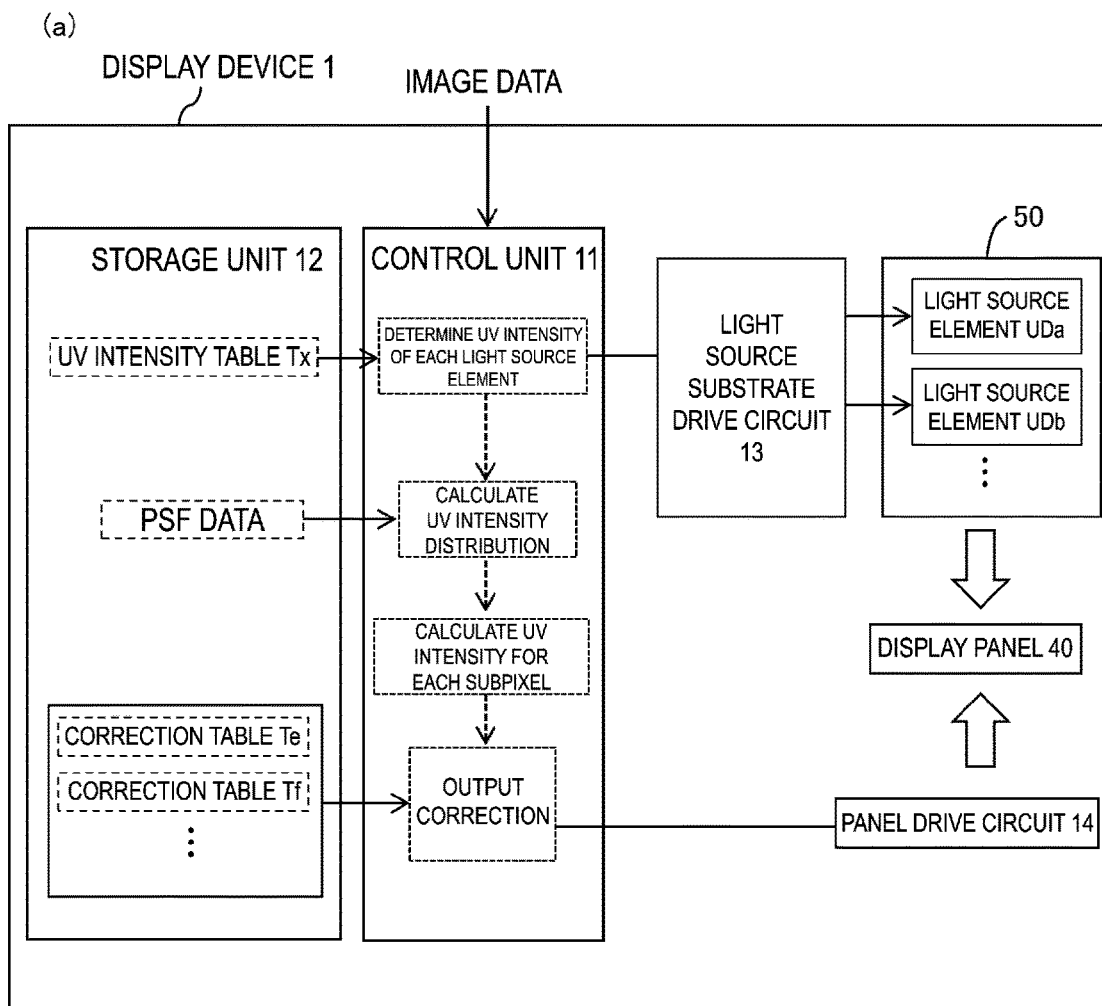 (a)
DISPLAY DEVICE 1
IMAGE DATA
STORAGE UNIT 12
UV INTENSITY TABLE Tx
PSF DATA
CORRECTION TABLE Te
CORRECTION TABLE Tf
CONTROL UNIT 11
DETERMINE UV INTENSITY
OF EACH LIGHT SOURCE
ELEMENT
CALCULATE
UV INTENSITY
DISTRIBUTION
CALCULATE UV
INTENSITY FOR
EACH SUBPIXEL
OUTPUT
CORRECTION
LIGHT
SOURCE
SUBSTRATE
DRIVE CIRCUIT
13
50
LIGHT SOURCE
ELEMENT UDa
LIGHT SOURCE
ELEMENT UDb
DISPLAY PANEL 40
PANEL DRIVE CIRCUIT 14